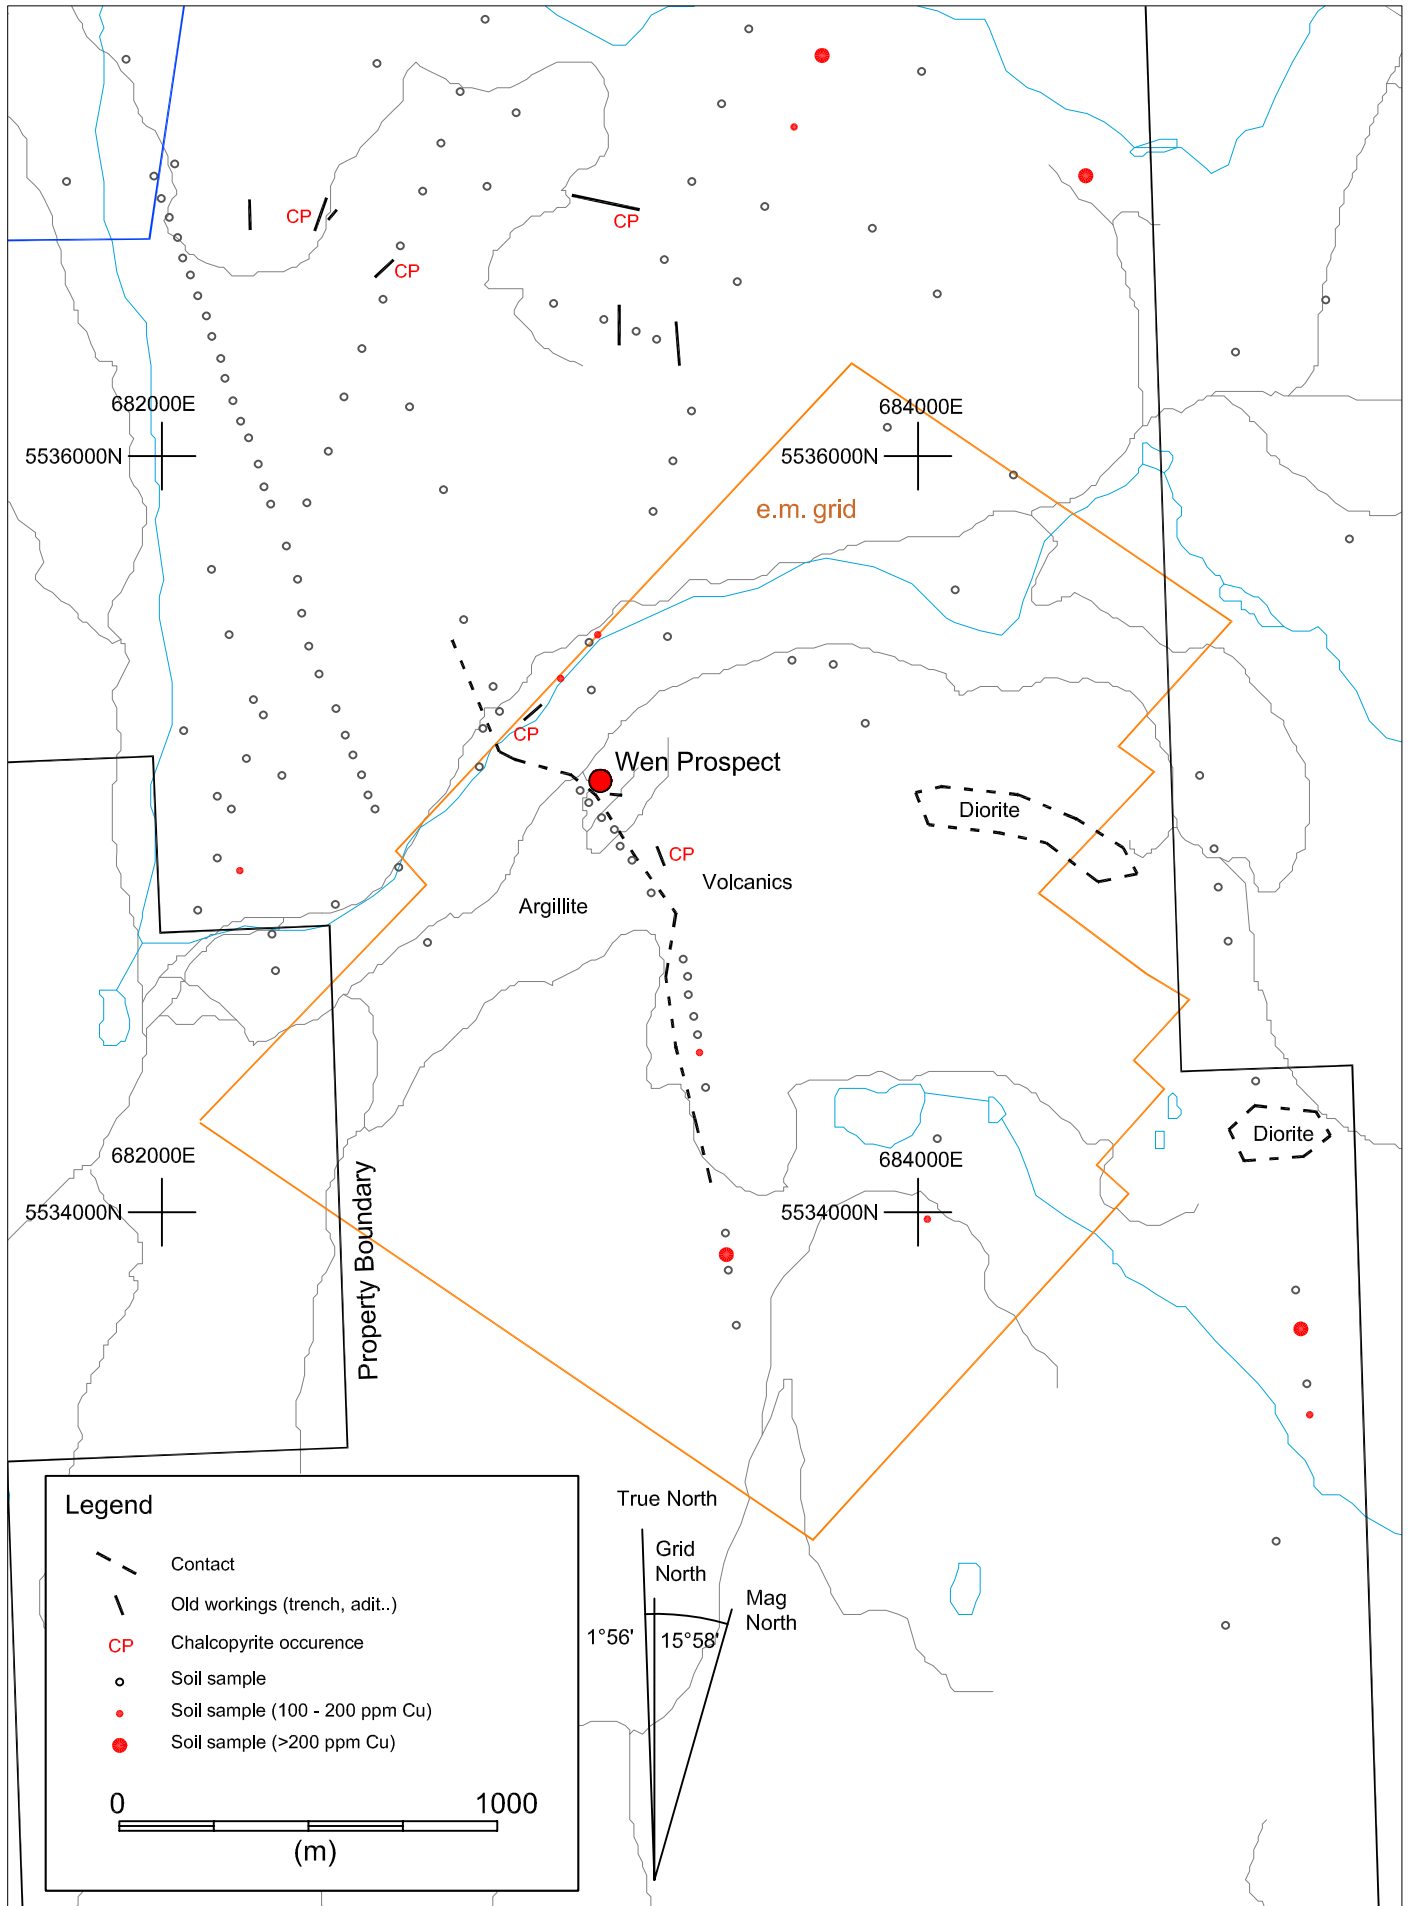 CP
CP
CP
682000E
684000E
5536000N
5536000N
e.m. grid
CP
Wen Prospect
Diorite
CP
Volcanics
Argillite
Diorite
682000E
684000E
5534000N
5534000N
Property Boundary
Legend
Contact
Old workings (trench, adit..)
CP
Chalcopyrite occurence
Soil sample
Soil sample (100 - 200 ppm Cu)
Soil sample (>200 ppm Cu)
0
1000
(m)
True North
Grid
North
Mag
North
1°56'
15°58'